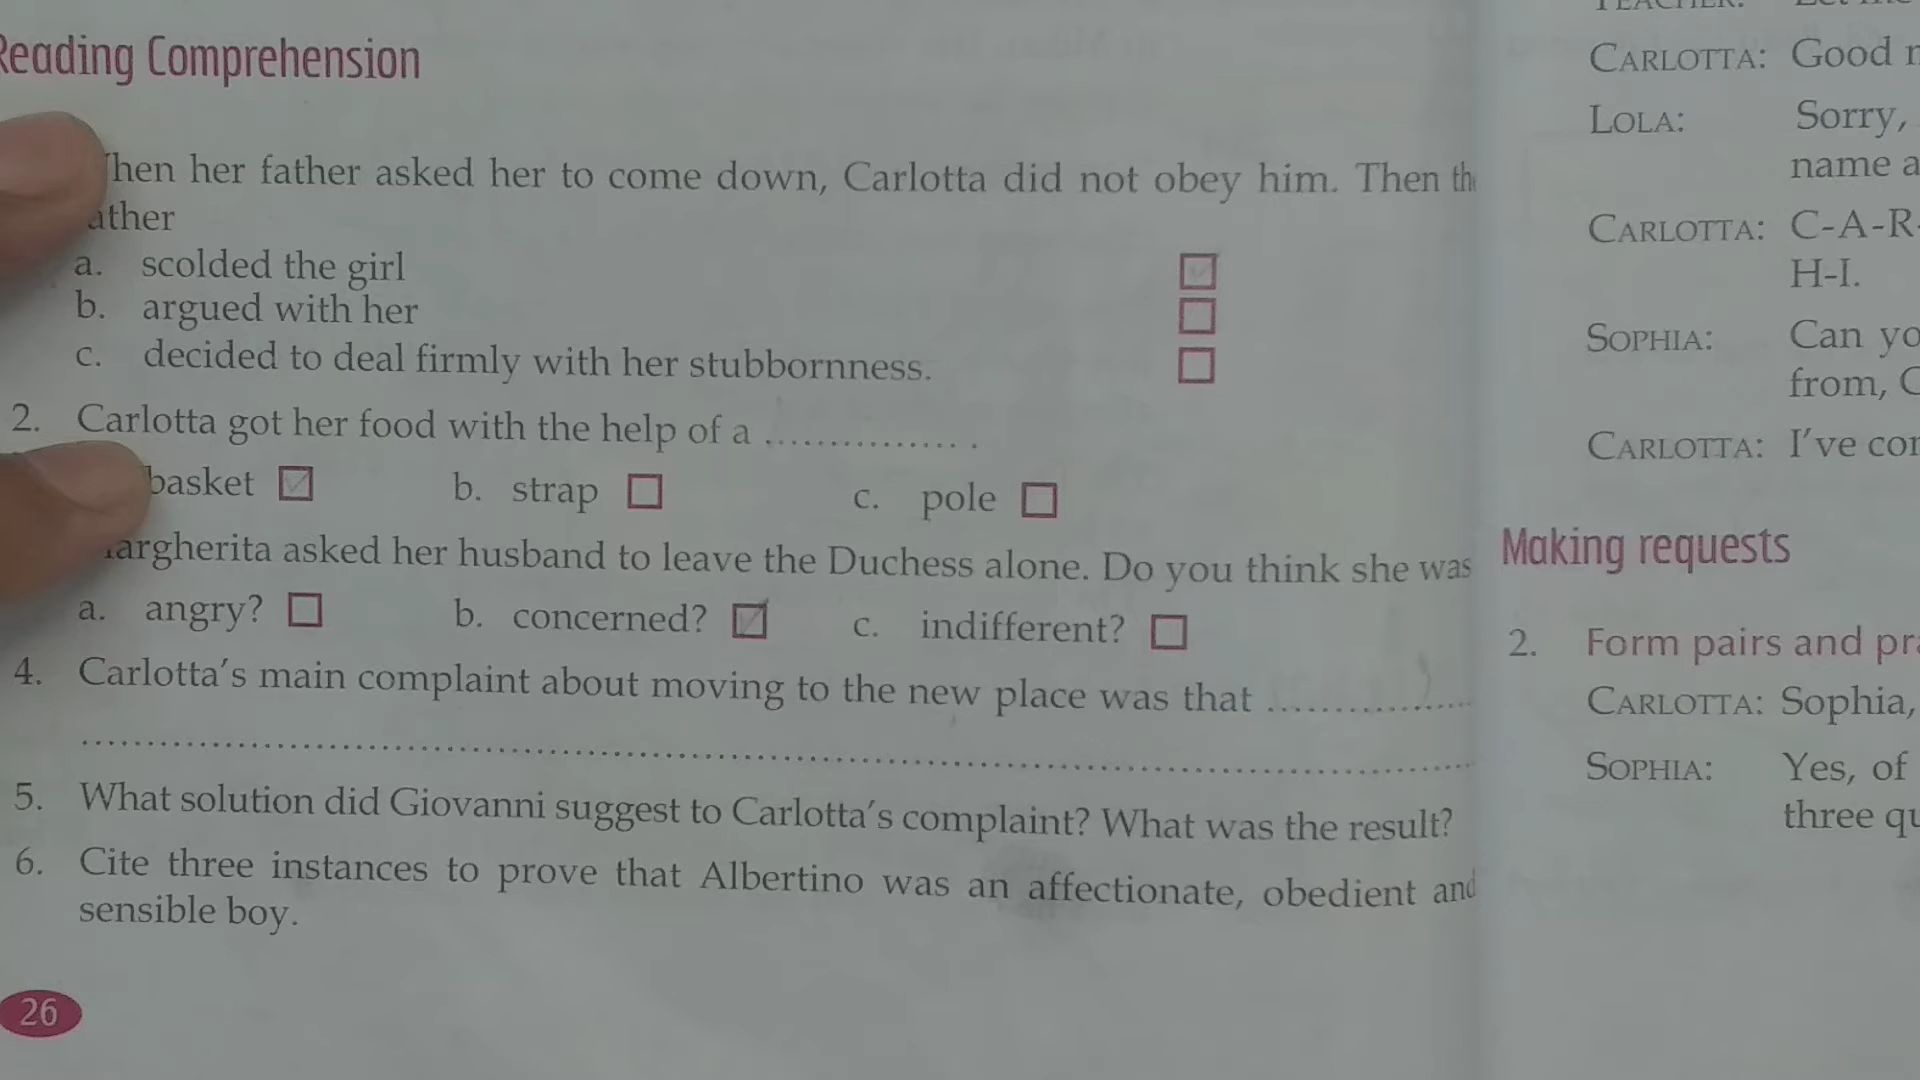 Reading Comprehension
When her father asked her to come down, Carlotta did not obey him. Then the
father
a. scolded the girl
b. argued with her
c. decided to deal firmly with her stubbornness.
2. Carlotta got her food with the help of a ................ .
basket b. strap c. pole
Margherita asked her husband to leave the Duchess alone. Do you think she was
a. angry? b. concerned? c. indifferent?
4. Carlotta's main complaint about moving to the new place was that ................
................................................................
5. What solution did Giovanni suggest to Carlotta's complaint? What was the result?
6. Cite three instances to prove that Albertino was an affectionate, obedient and
sensible boy.
26
TEACHER:
CARLOTTA: Good
LOLA: Sorry,
name a
CARLOTTA: C-A-R-
H-I.
SOPHIA: Can yo
from, C
CARLOTTA: I've
Making requests
2. Form pairs and
CARLOTTA: Sophia,
SOPHIA: Yes, of
three